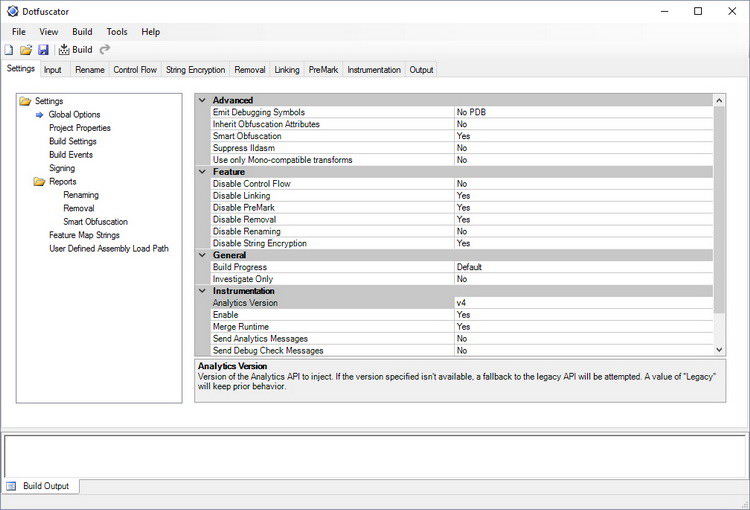 Dotfuscator
File View Build Tools Help
Build
Settings Input Rename Control Flow String Encryption Removal Linking PreMark Instrumentation Output
Settings
Global Options
Project Properties
Build Settings
Build Events
Signing
Reports
Renaming
Removal
Smart Obfuscation
Feature Map Strings
User Defined Assembly Load Path
Advanced
Emit Debugging Symbols No PDB
Inherit Obfuscation Attributes No
Smart Obfuscation Yes
Suppress Ildasm No
Use only Mono-compatible transforms No
Feature
Disable Control Flow No
Disable Linking Yes
Disable PreMark Yes
Disable Removal Yes
Disable Renaming No
Disable String Encryption Yes
General
Build Progress Default
Investigate Only No
Instrumentation
Analytics Version v4
Enable Yes
Merge Runtime Yes
Send Analytics Messages No
Send Debug Check Messages No
Analytics Version
Version of the Analytics API to inject. If the version specified isn't available, a fallback to the legacy API will be attempted. A value of "Legacy"
will keep prior behavior.
Build Output